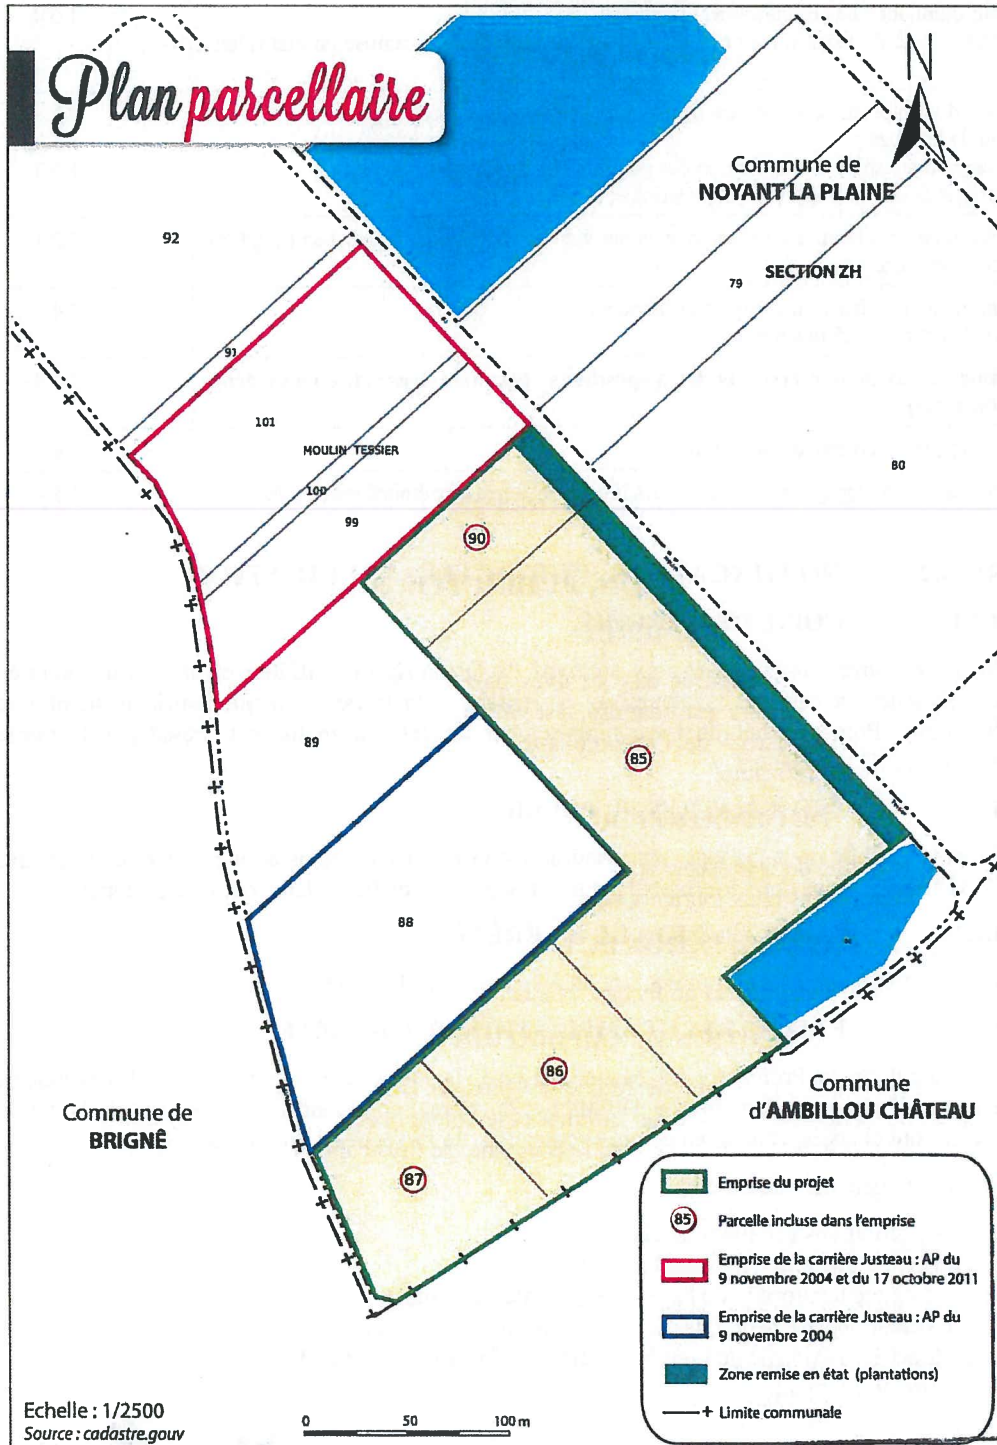 Plan parcellaire
N
Commune de
NOYANT LA PLAINE
92
SECTION ZH
79
91
101
MOULIN TESSIER
80
100
99
90
89
85
88
86
Commune
d'AMBILLOU CHÂTEAU
Commune de
BRIGNÊ
87
Emprise du projet
85 Parcelle incluse dans l'emprise
Emprise de la carrière Justeau : AP du
9 novembre 2004 et du 17 octobre 2011
Emprise de la carrière Justeau : AP du
9 novembre 2004
Zone remise en état (plantations)
Limite communale
Echelle : 1/2500
Source : cadastre.gouv
0 50 100 m